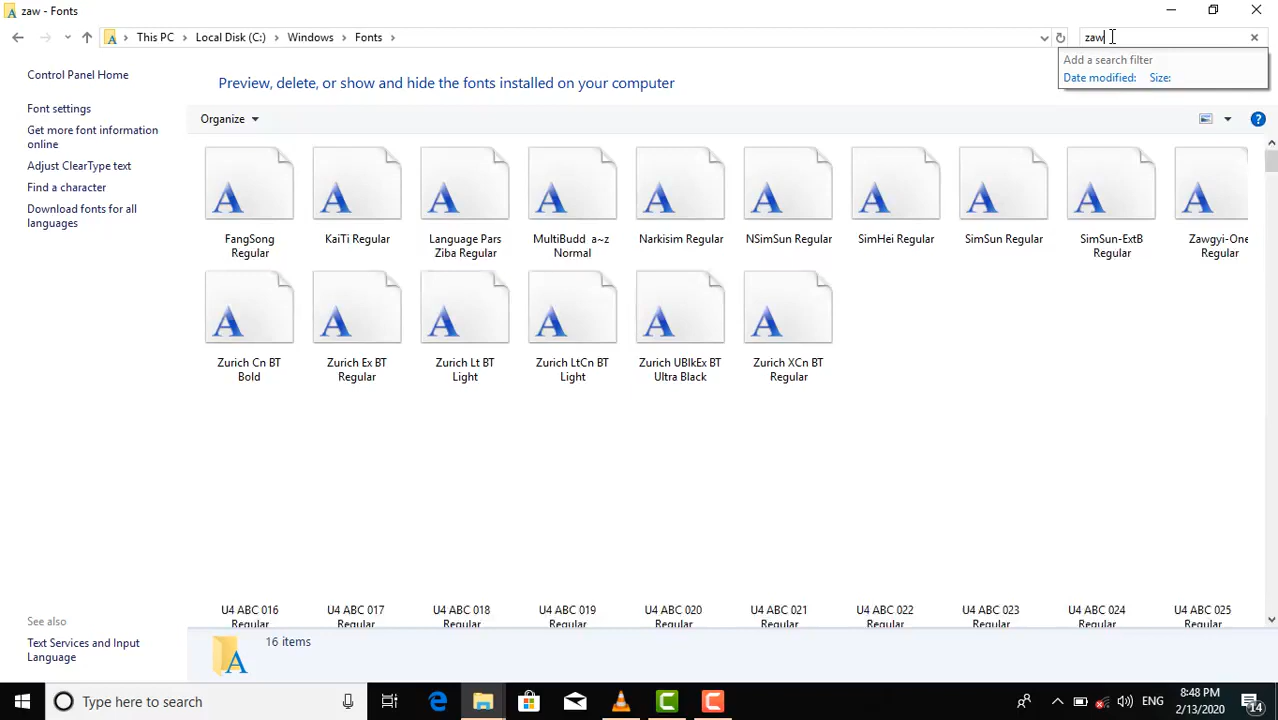 zaw - Fonts
This PC > Local Disk (C:) > Windows > Fonts >
zaw
Add a search filter
Date modified: Size:
Control Panel Home
Font settings
Get more font information
online
Adjust ClearType text
Find a character
Download fonts for all
languages
Preview, delete, or show and hide the fonts installed on your computer
Organize
FangSong
Regular
KaiTi Regular
Language Pars
Ziba Regular
MultiBudd a~z
Normal
Narkisim Regular
NSimSun Regular
SimHei Regular
SimSun Regular
SimSun-ExtB
Regular
Zawgyi-One
Regular
Zurich Cn BT
Bold
Zurich Ex BT
Regular
Zurich Lt BT
Light
Zurich LtCn BT
Light
Zurich UBlkEx BT
Ultra Black
Zurich XCn BT
Regular
U4 ABC 016
Regular
U4 ABC 017
Regular
U4 ABC 018
Regular
U4 ABC 019
Regular
U4 ABC 020
Regular
U4 ABC 021
Regular
U4 ABC 022
Regular
U4 ABC 023
Regular
U4 ABC 024
Regular
U4 ABC 025
Regular
See also
Text Services and Input
Language
16 items
Type here to search
ENG
8:48 PM
2/13/2020
14